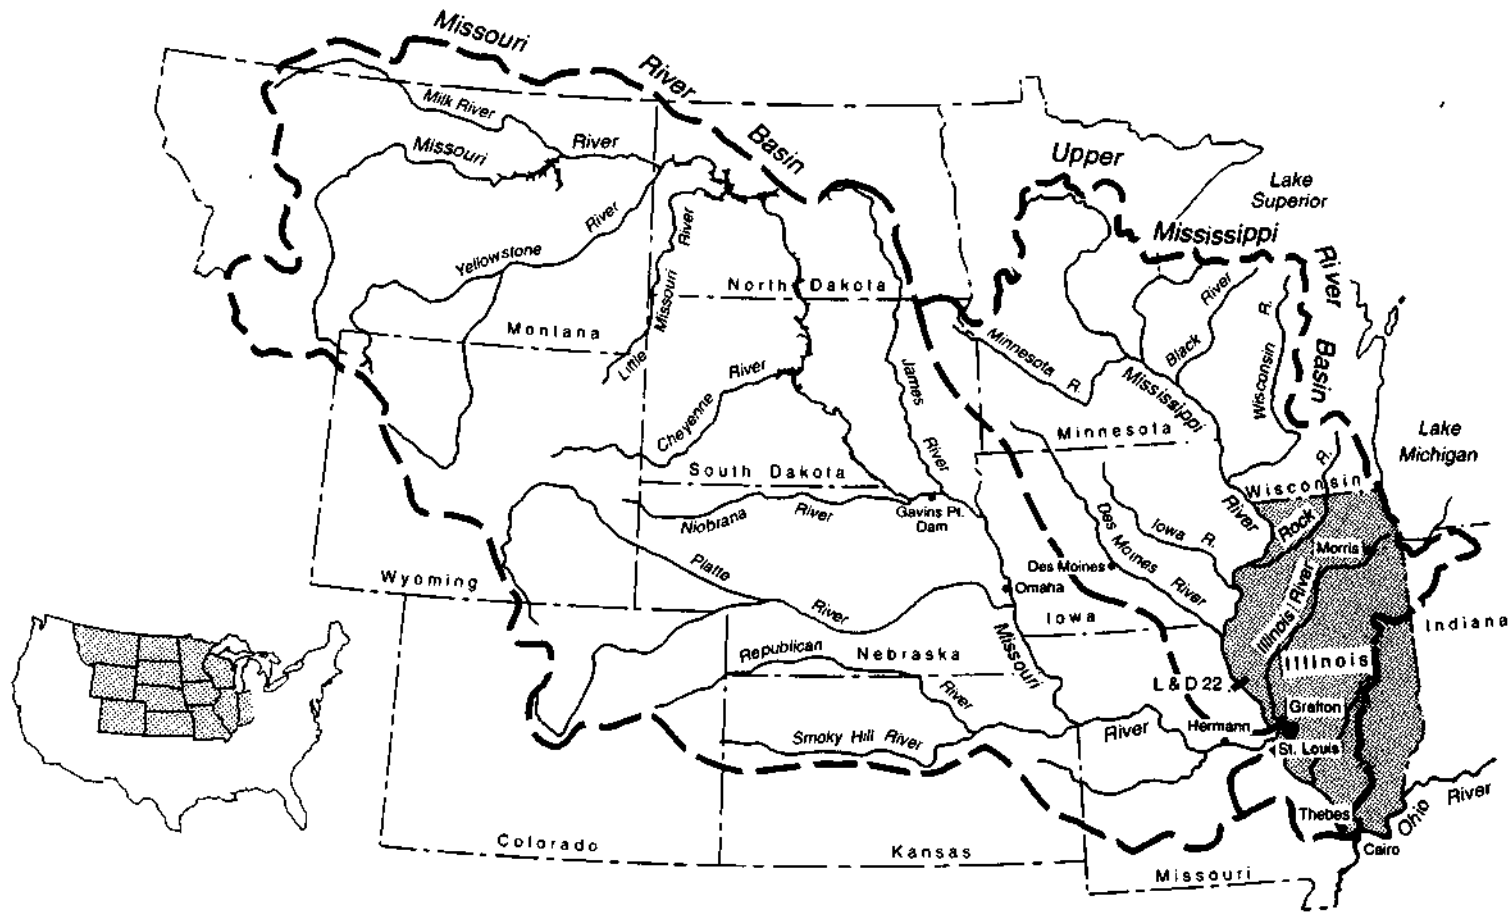 Missouri
River
Basin
Upper
Mississippi
River
Basin
Lake
Superior
Lake
Michigan
Milk River
Missouri
River
Yellowstone
River
Little
Missouri
River
North Dakota
Montana
Minnesota R.
Black
River
Wisconsin
R.
Mississippi
River
James
River
Cheyenne
River
Minnesota
South Dakota
Wisconsin
Niobrana
River
Gavins Pt.
Dam
Rock
R.
Iowa
R.
Des Moines
River
Morris
Platte
River
Des Moines
Omaha
Wyoming
Iowa
Illinois River
Indiana
Republican
River
Nebraska
Missouri
River
Illinois
L & D 22
Grafton
Hermann
St. Louis
Smoky Hill River
Thebes
Ohio
River
Cairo
Colorado
Kansas
Missouri